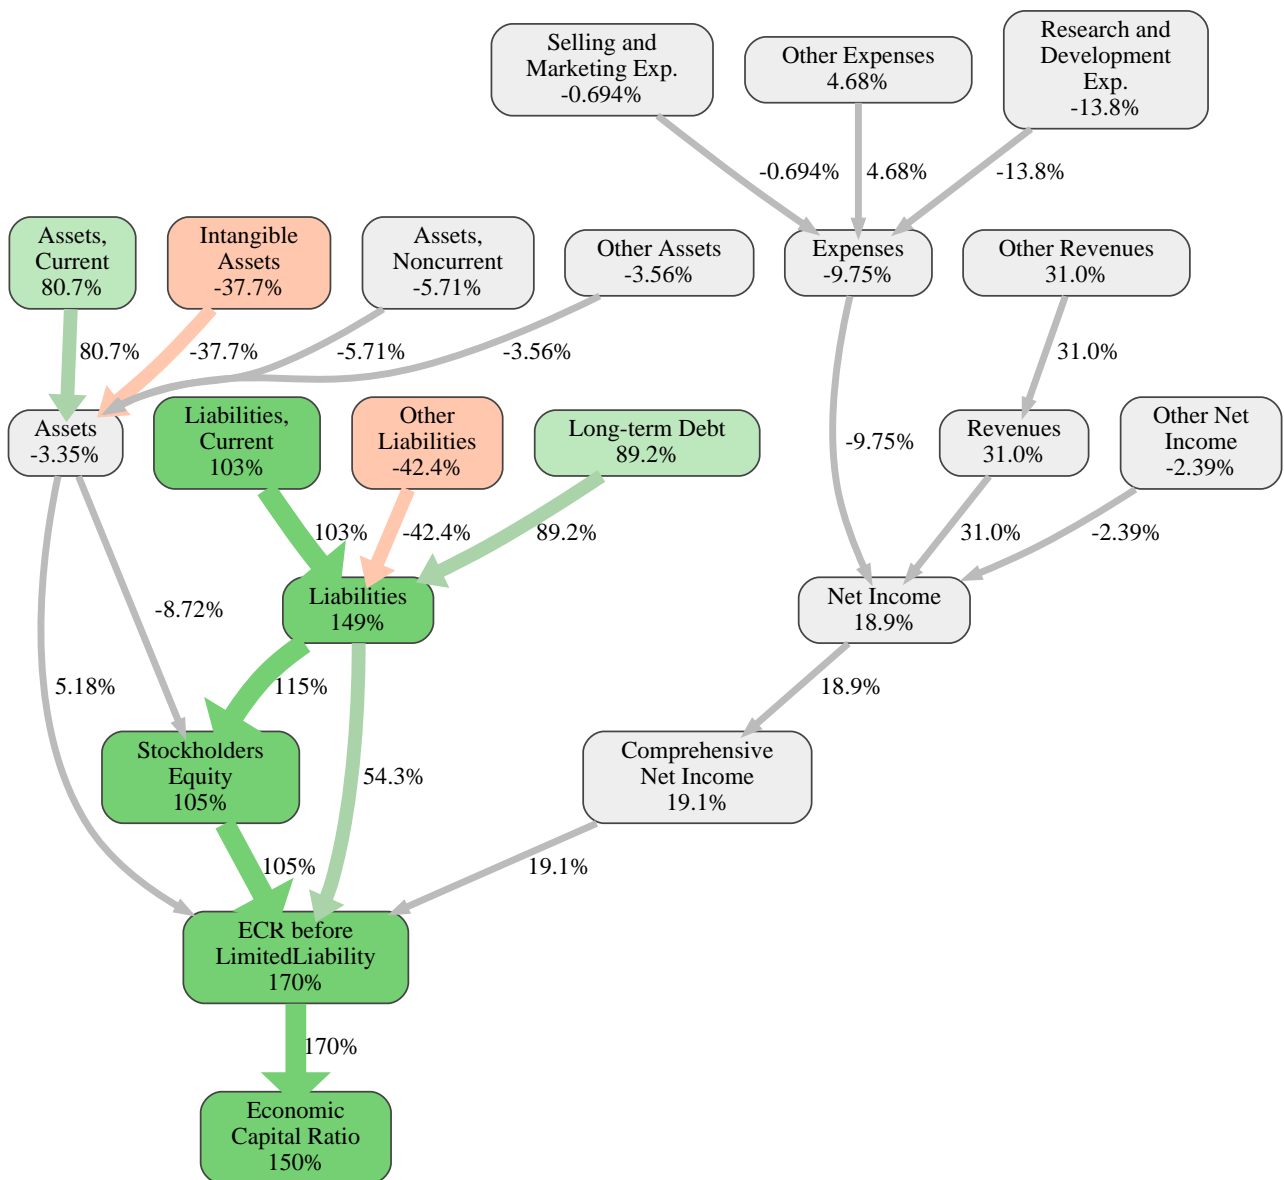 Selling and
Marketing Exp.
-0.694%
Other Expenses
4.68%
Research and
Development
Exp.
-13.8%
-0.694%
4.68%
-13.8%
Assets,
Current
80.7%
Intangible
Assets
-37.7%
Assets,
Noncurrent
-5.71%
Other Assets
-3.56%
Expenses
-9.75%
Other Revenues
31.0%
80.7%
-37.7%
-5.71%
-3.56%
31.0%
Assets
-3.35%
Liabilities,
Current
103%
Other
Liabilities
-42.4%
Long-term Debt
89.2%
-9.75%
Revenues
31.0%
Other Net
Income
-2.39%
103%
-42.4%
89.2%
31.0%
-2.39%
Liabilities
149%
Net Income
18.9%
-8.72%
5.18%
115%
18.9%
Stockholders
Equity
105%
54.3%
Comprehensive
Net Income
19.1%
105%
19.1%
ECR before
LimitedLiability
170%
170%
Economic
Capital Ratio
150%